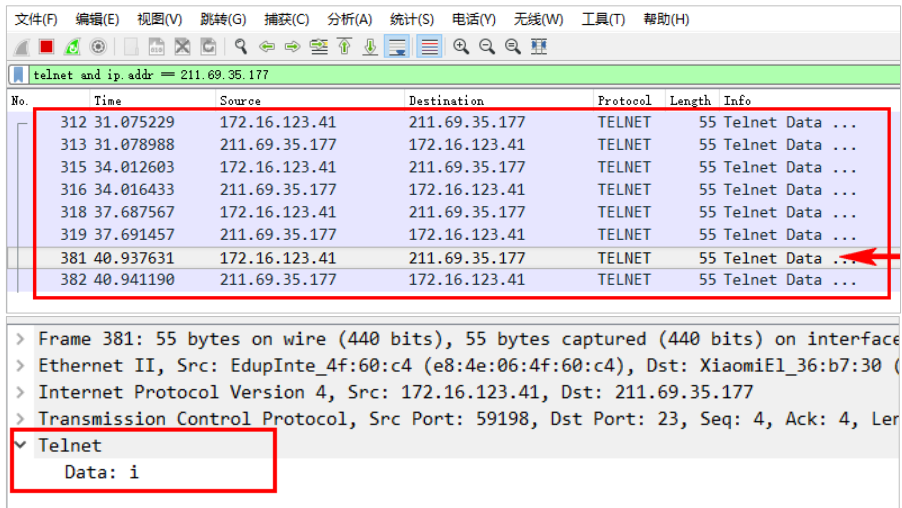 文件(F) 编辑(E) 视图(V) 跳转(G) 捕获(C) 分析(A) 统计(S) 电话(Y) 无线(W) 工具(T) 帮助(H)
telnet and ip.addr == 211.69.35.177
No. Time Source Destination Protocol Length Info
312 31.075229 172.16.123.41 211.69.35.177 TELNET 55 Telnet Data ...
313 31.078988 211.69.35.177 172.16.123.41 TELNET 55 Telnet Data ...
315 34.012603 172.16.123.41 211.69.35.177 TELNET 55 Telnet Data ...
316 34.016433 211.69.35.177 172.16.123.41 TELNET 55 Telnet Data ...
318 37.687567 172.16.123.41 211.69.35.177 TELNET 55 Telnet Data ...
319 37.691457 211.69.35.177 172.16.123.41 TELNET 55 Telnet Data ...
381 40.937631 172.16.123.41 211.69.35.177 TELNET 55 Telnet Data ...
382 40.941190 211.69.35.177 172.16.123.41 TELNET 55 Telnet Data ...
Frame 381: 55 bytes on wire (440 bits), 55 bytes captured (440 bits) on interface
Ethernet II, Src: EdupInte_4f:60:c4 (e8:4e:06:4f:60:c4), Dst: XiaomiEl_36:b7:30 (
Internet Protocol Version 4, Src: 172.16.123.41, Dst: 211.69.35.177
Transmission Control Protocol, Src Port: 59198, Dst Port: 23, Seq: 4, Ack: 4, Len
Telnet
Data: i